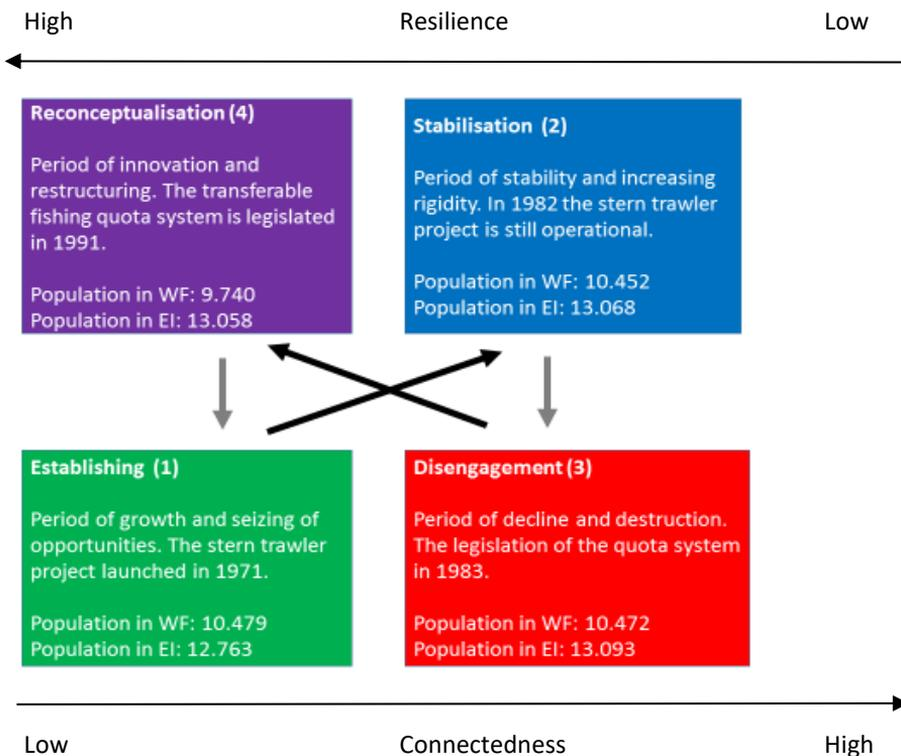 High Resilience Low
Reconceptualisation (4)
Period of innovation and
restructuring. The transferable
fishing quota system is legislated
in 1991.
Population in WF: 9.740
Population in EI: 13.058
Stabilisation (2)
Period of stability and increasing
rigidity. In 1982 the stern trawler
project is still operational.
Population in WF: 10.452
Population in EI: 13.068
Establishing (1)
Period of growth and seizing of
opportunities. The stern trawler
project launched in 1971.
Population in WF: 10.479
Population in EI: 12.763
Disengagement (3)
Period of decline and destruction.
The legislation of the quota system
in 1983.
Population in WF: 10.472
Population in EI: 13.093
Low Connectedness High